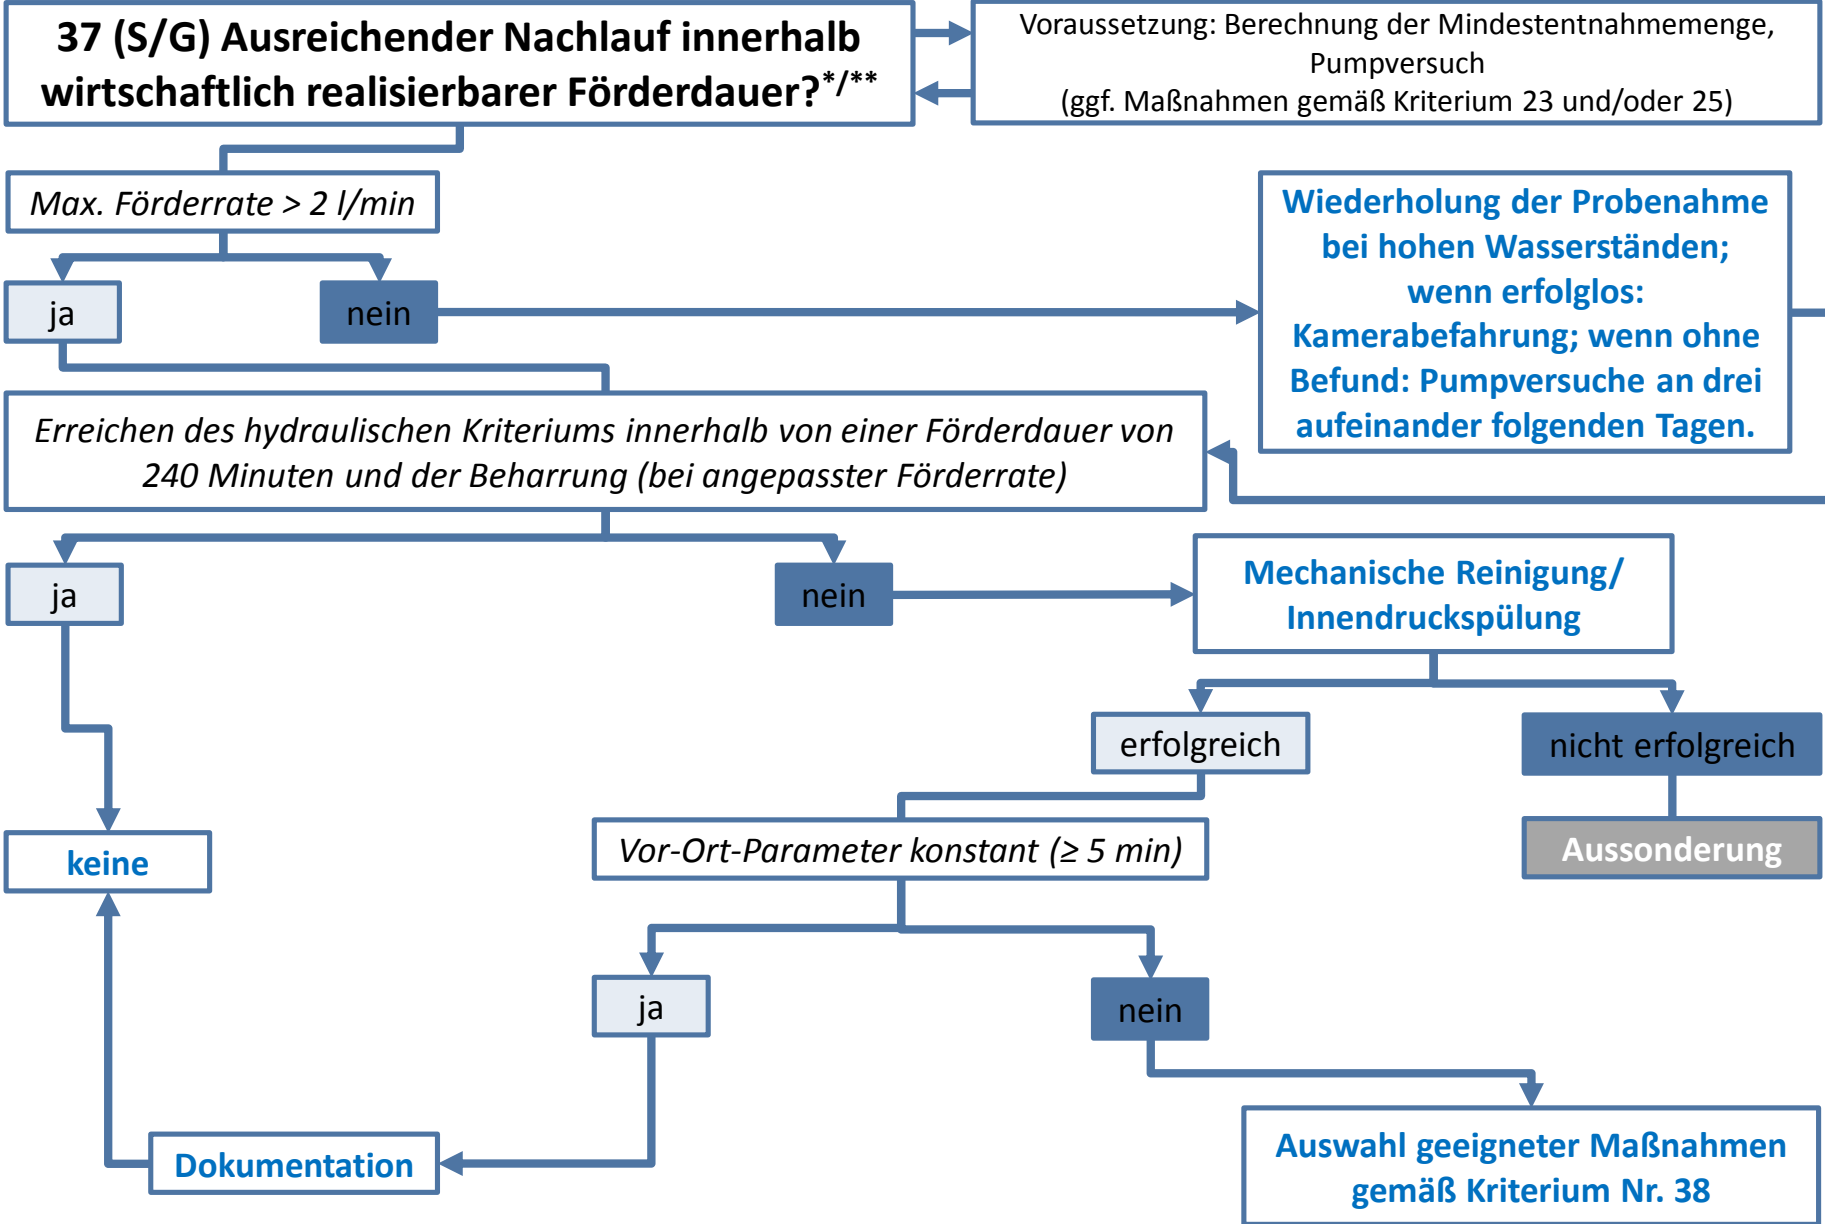 37 (S/G) Ausreichender Nachlauf innerhalb
wirtschaftlich realisierbarer Förderdauer?*/**
Voraussetzung: Berechnung der Mindestentnahmemenge,
Pumpversuch
(ggf. Maßnahmen gemäß Kriterium 23 und/oder 25)
Max. Förderrate > 2 l/min
ja
nein
Wiederholung der Probenahme
bei hohen Wasserständen;
wenn erfolglos:
Kamerabefahrung; wenn ohne
Befund: Pumpversuche an drei
aufeinander folgenden Tagen.
Erreichen des hydraulischen Kriteriums innerhalb von einer Förderdauer von
240 Minuten und der Beharrung (bei angepasster Förderrate)
ja
nein
Mechanische Reinigung/
Innendruckspülung
erfolgreich
nicht erfolgreich
keine
Vor-Ort-Parameter konstant (≥ 5 min)
Aussonderung
ja
nein
Dokumentation
Auswahl geeigneter Maßnahmen
gemäß Kriterium Nr. 38